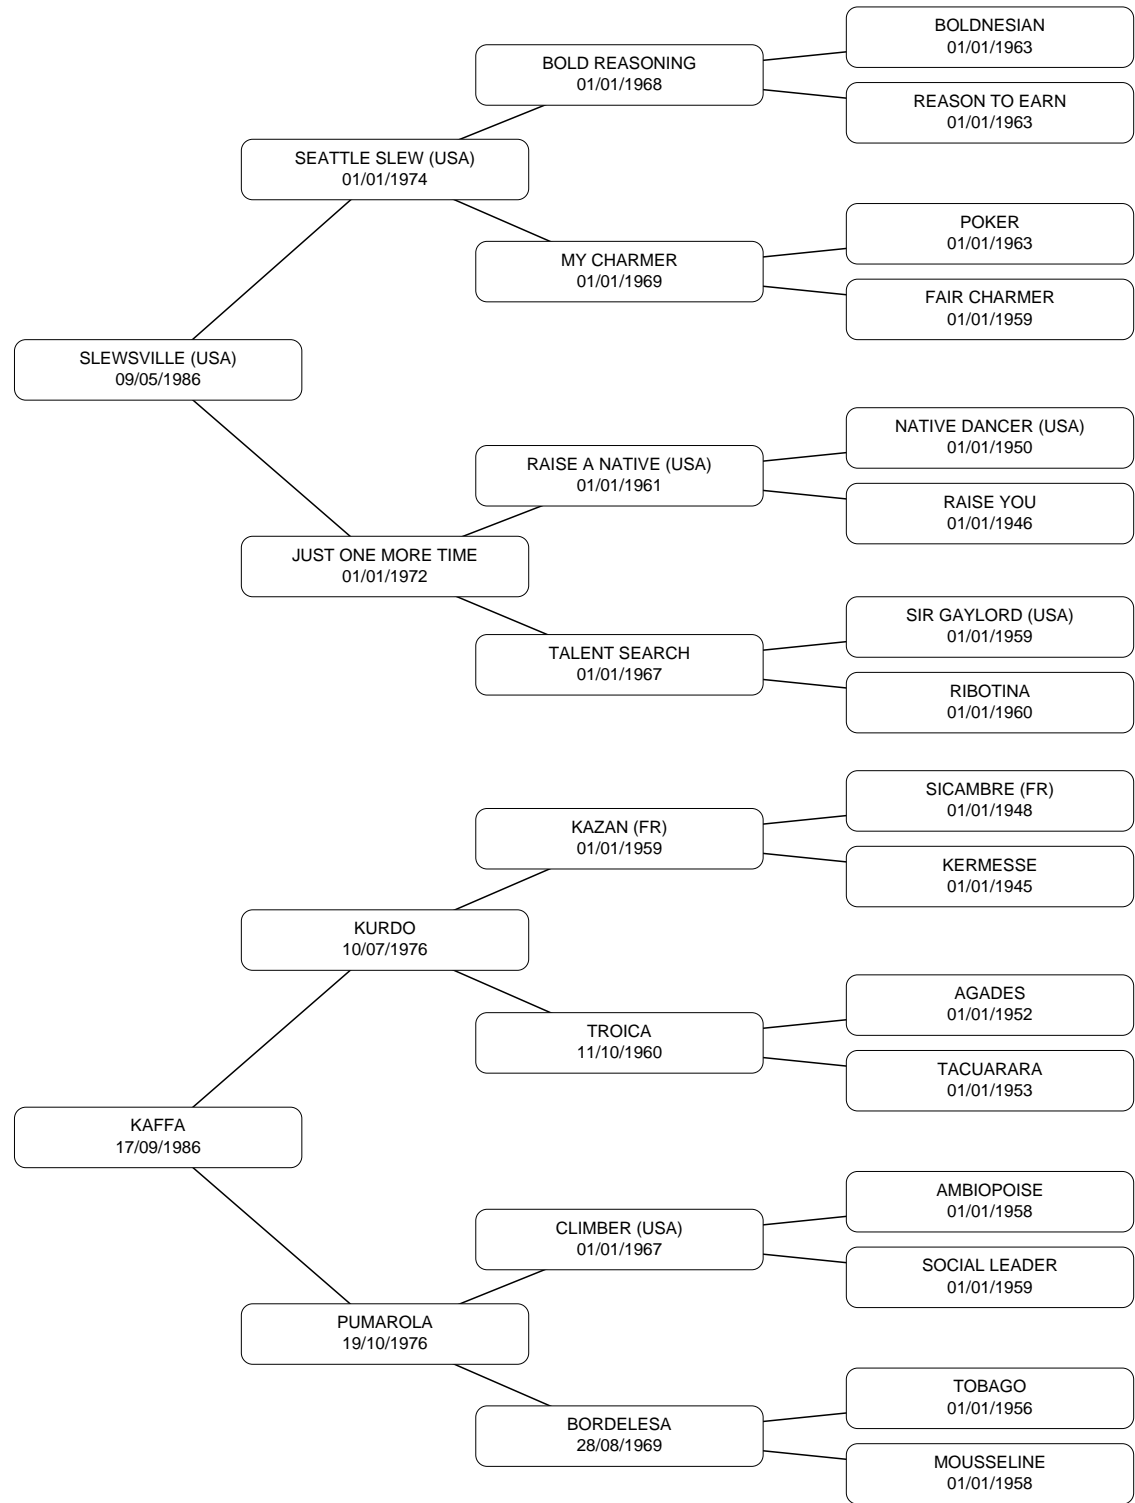 BOLDNESIAN
01/01/1963
BOLD REASONING
01/01/1968
REASON TO EARN
01/01/1963
SEATTLE SLEW (USA)
01/01/1974
POKER
01/01/1963
MY CHARMER
01/01/1969
FAIR CHARMER
01/01/1959
SLEWSVILLE (USA)
09/05/1986
NATIVE DANCER (USA)
01/01/1950
RAISE A NATIVE (USA)
01/01/1961
RAISE YOU
01/01/1946
JUST ONE MORE TIME
01/01/1972
SIR GAYLORD (USA)
01/01/1959
TALENT SEARCH
01/01/1967
RIBOTINA
01/01/1960
SICAMBRE (FR)
01/01/1948
KAZAN (FR)
01/01/1959
KERMESSE
01/01/1945
KURDO
10/07/1976
AGADES
01/01/1952
TROICA
11/10/1960
TACUARARA
01/01/1953
KAFFA
17/09/1986
AMBIOPOISE
01/01/1958
CLIMBER (USA)
01/01/1967
SOCIAL LEADER
01/01/1959
PUMAROLA
19/10/1976
TOBAGO
01/01/1956
BORDELESA
28/08/1969
MOUSSELINE
01/01/1958